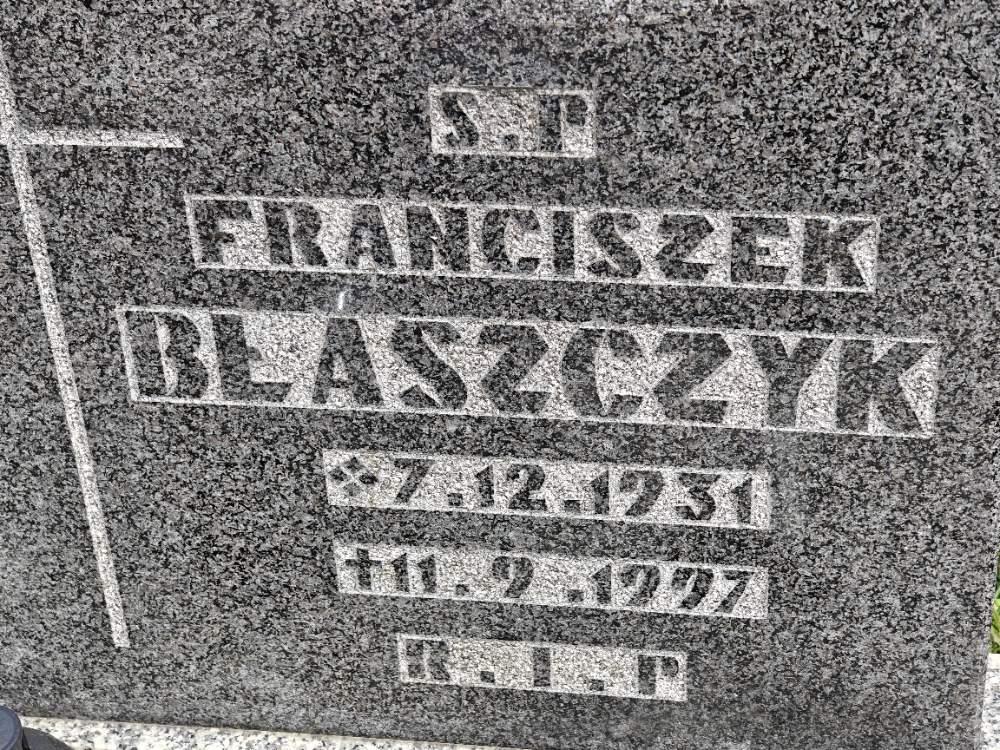 S.P
FRANCISZEK
BŁASZCZYK
7.12.1931
†11.9.1997
R.I.P